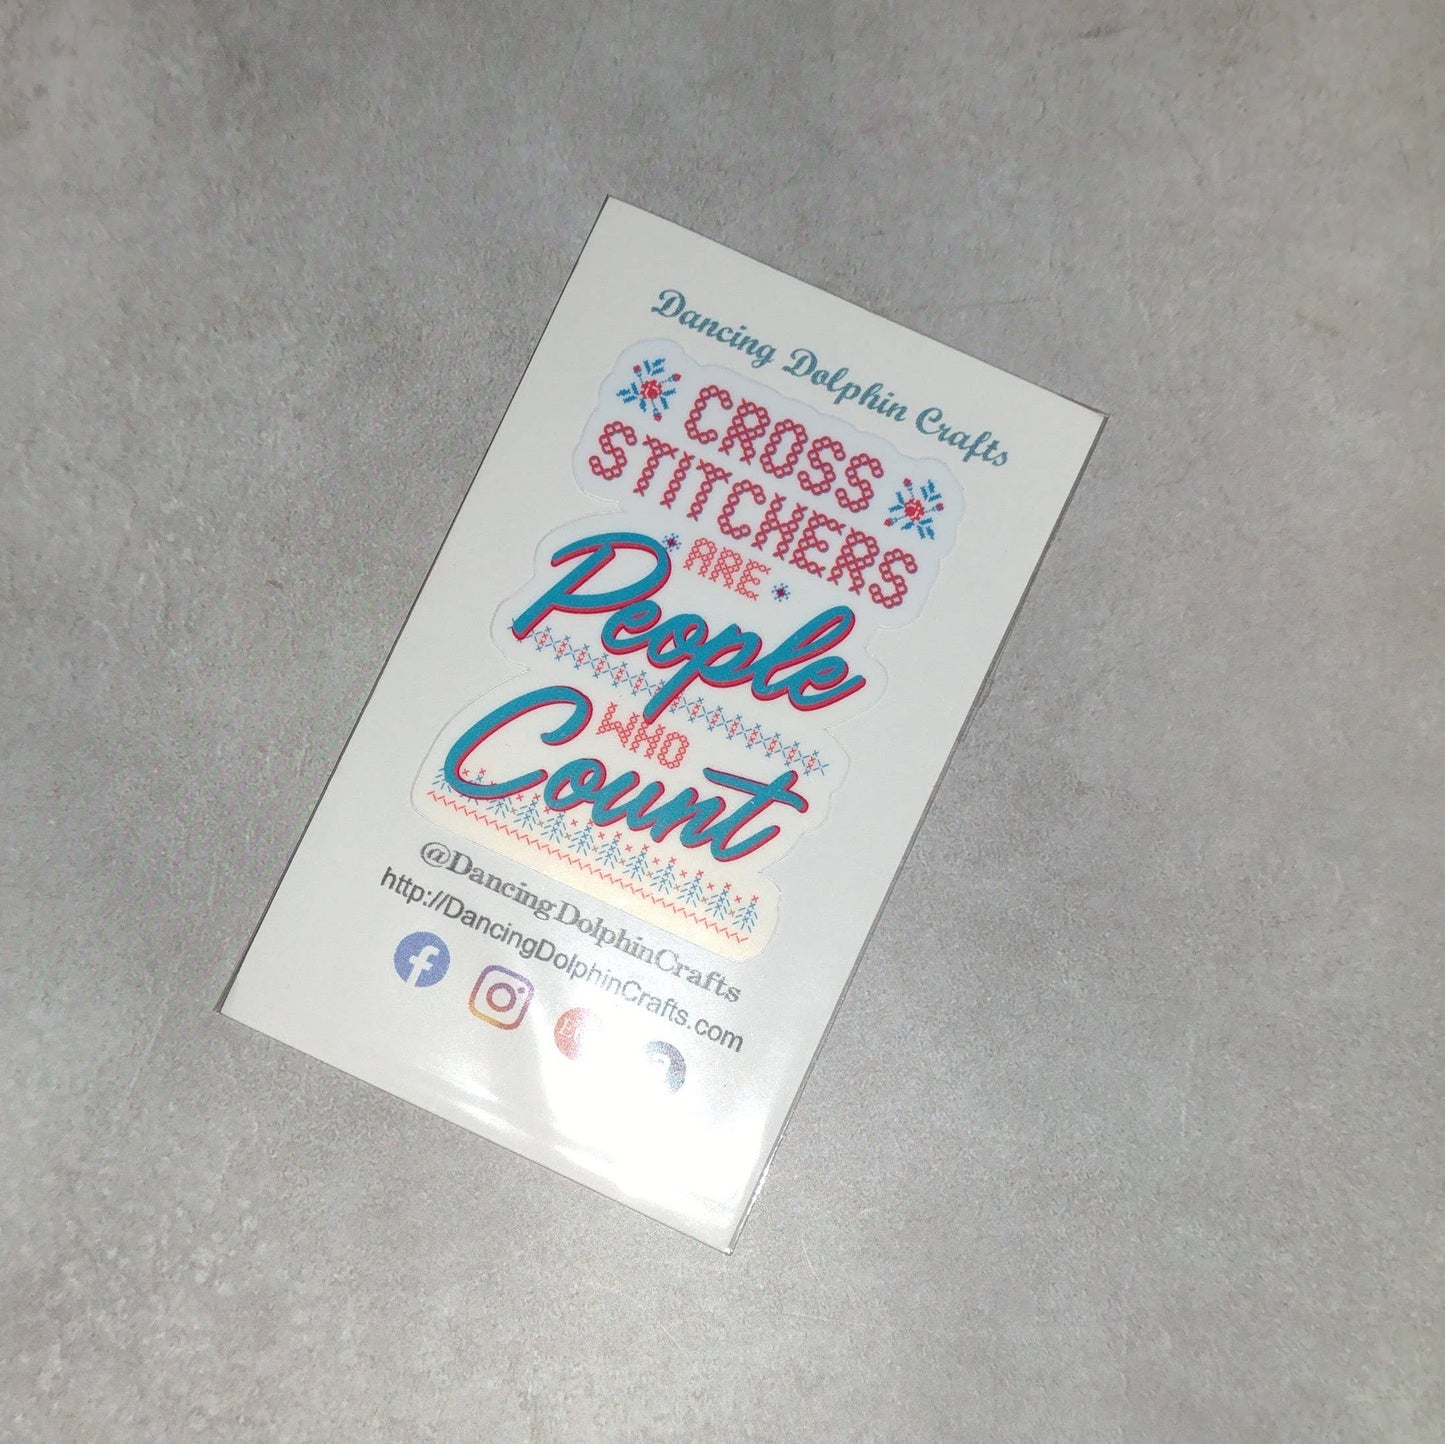 Dancing Dolphin Crafts
CROSS
STITCHERS
ARE
People
WHO
Count
@DancingDolphinCrafts
http://DancingDolphinCrafts.com